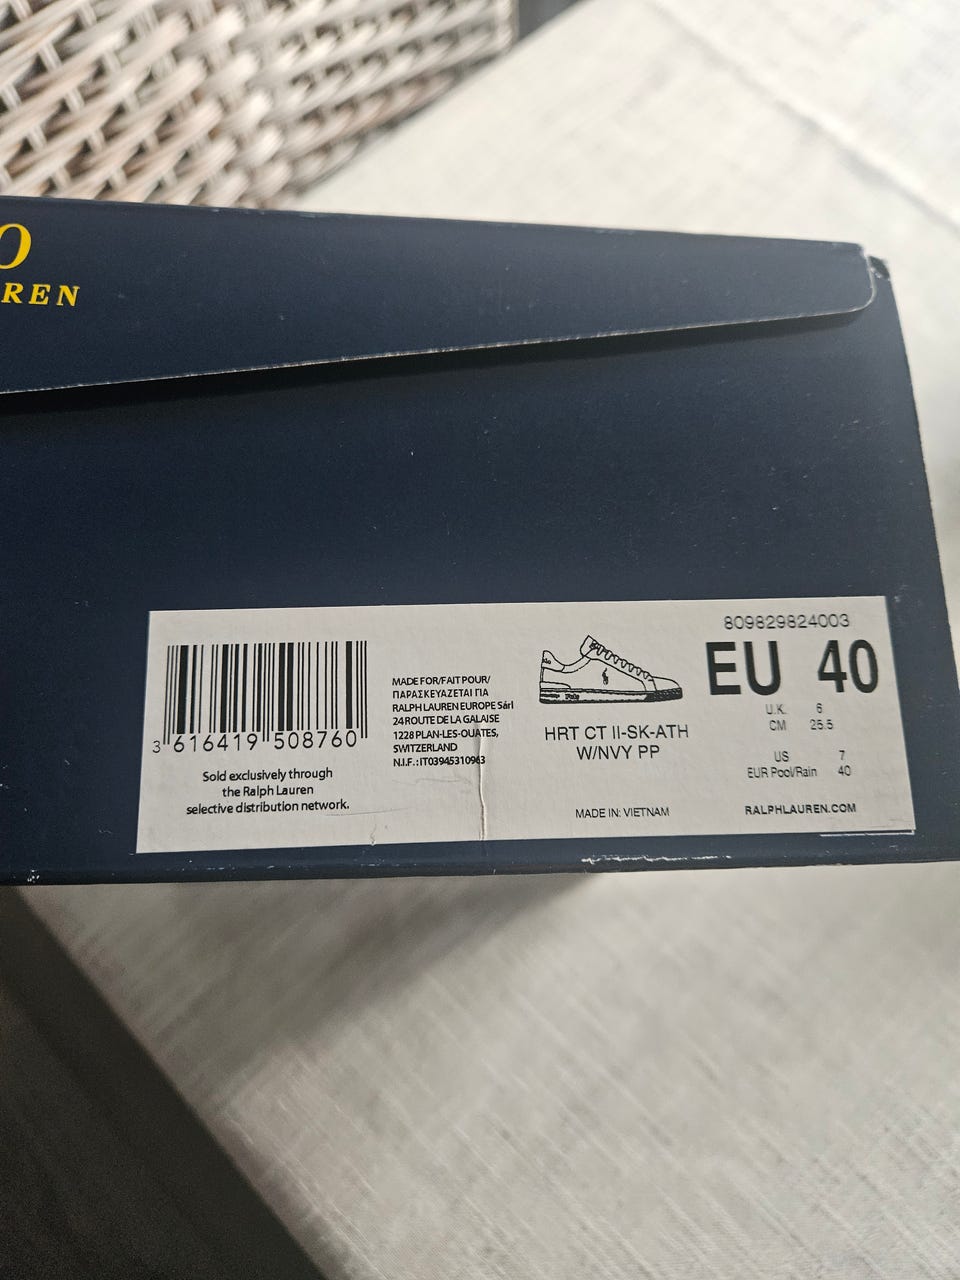 O
REN
809829824003
EU 40
U.K. 6
CM 25.5
US 7
EUR Pool/Rain 40
RALPHLAUREN.COM
3 616419 508760
Sold exclusively through
the Ralph Lauren
selective distribution network.
MADE FOR/FAIT POUR/
ΠΑΡΑΣΚΕΥΑΖΕΤΑΙ ΓΙΑ
RALPH LAUREN EUROPE Sárl
24 ROUTE DE LA GALAISE
1228 PLAN-LES-OUATES,
SWITZERLAND
N.I.F.:IT03945310963
Polo
HRT CT II-SK-ATH
W/NVY PP
MADE IN: VIETNAM